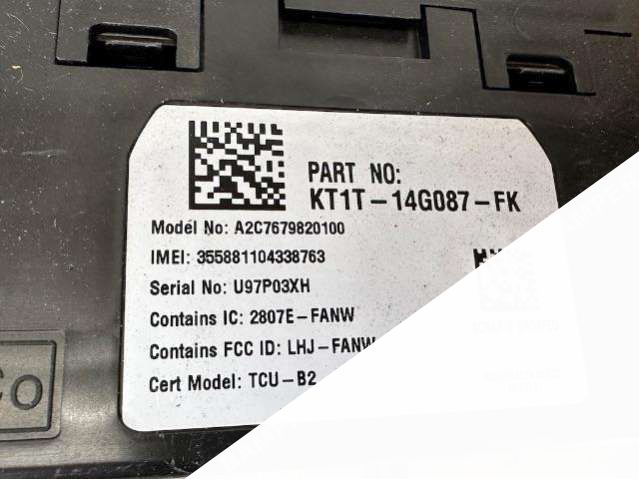 PART NO:
KT1T-14G087-FK
Model No: A2C7679820100
IMEI: 355881104338763
Serial No: U97P03XH
Contains IC: 2807E-FANW
Contains FCC ID: LHJ-FANW
Cert Model: TCU-B2
Co